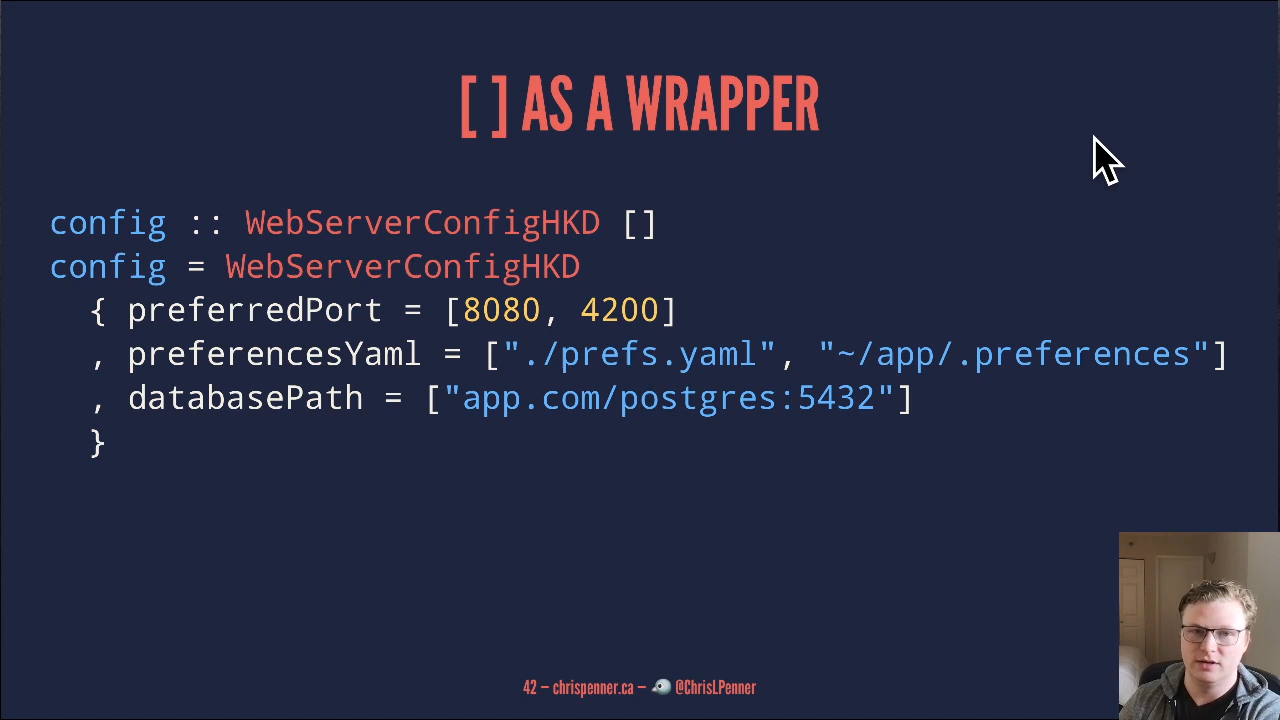 [ ] AS A WRAPPER
config :: WebServerConfigHKD []
config = WebServerConfigHKD
  { preferredPort = [8080, 4200]
  , preferencesYaml = ["./prefs.yaml", "~/app/.preferences"]
  , databasePath = ["app.com/postgres:5432"]
  }
42 – chrispenner.ca – @ChrisLPenner